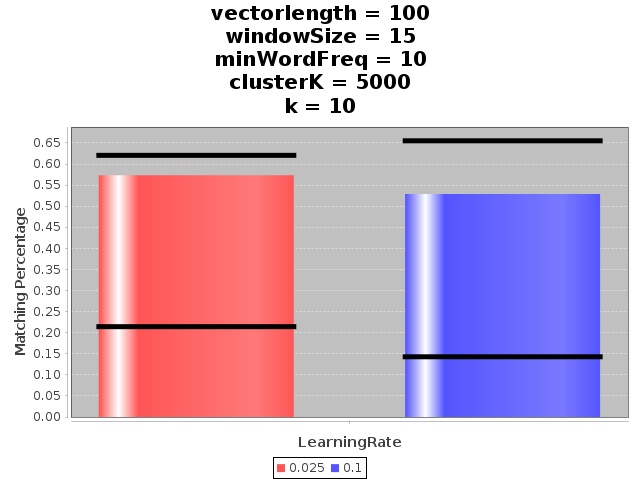 vectorlength = 100
windowSize = 15
minWordFreq = 10
clusterK = 5000
k = 10
Matching Percentage
0.65
0.60
0.55
0.50
0.45
0.40
0.35
0.30
0.25
0.20
0.15
0.10
0.05
0.00
LearningRate
0.025 0.1